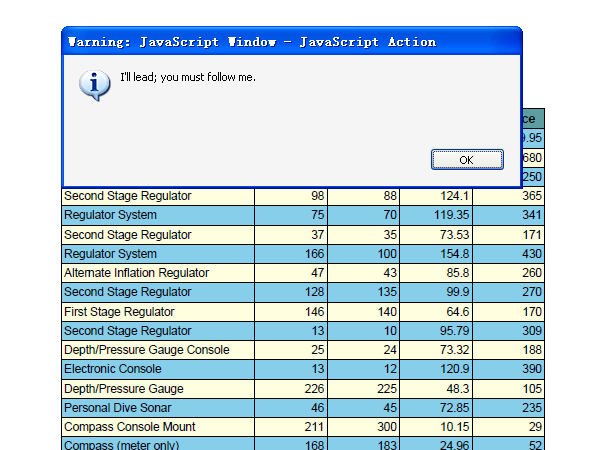 Warning: JavaScript Window - JavaScript Action
I'll lead; you must follow me.
OK
ce
9.95
680
250
Second Stage Regulator 98 88 124.1 365
Regulator System 75 70 119.35 341
Second Stage Regulator 37 35 73.53 171
Regulator System 166 100 154.8 430
Alternate Inflation Regulator 47 43 85.8 260
Second Stage Regulator 128 135 99.9 270
First Stage Regulator 146 140 64.6 170
Second Stage Regulator 13 10 95.79 309
Depth/Pressure Gauge Console 25 24 73.32 188
Electronic Console 13 12 120.9 390
Depth/Pressure Gauge 226 225 48.3 105
Personal Dive Sonar 46 45 72.85 235
Compass Console Mount 211 300 10.15 29
Compass (meter only) 168 183 24.96 52